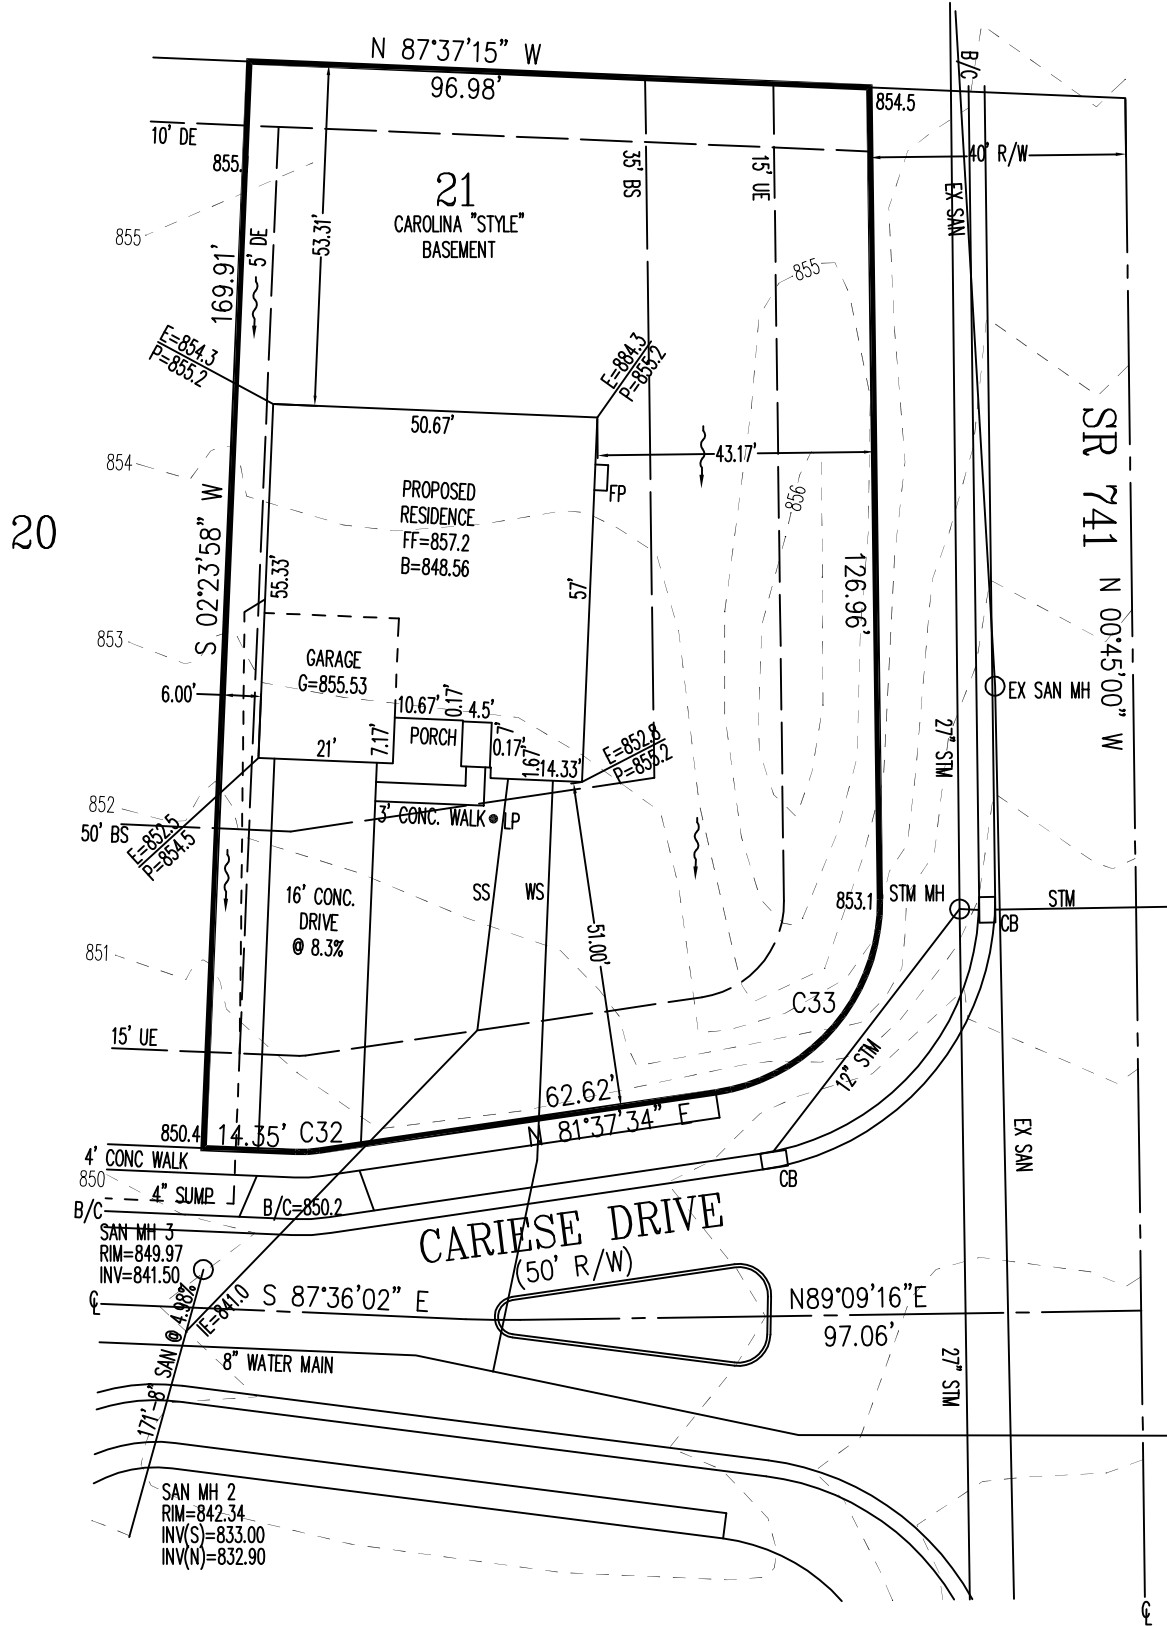 N 87°37'15" W
96.98'
B/C
854.5
10' DE
855.
40' R/W
35' BS
15' UE
EX SAN
21
CAROLINA "STYLE"
BASEMENT
53.31'
855
5' DE
169.91'
855
E=854.3
P=855.2
E=884.3
P=855.2
50.67'
43.17'
SR 741
N 00°45'00" W
854
856
PROPOSED
RESIDENCE
FF=857.2
B=848.56
FP
20
S 02°23'58" W
55.33'
57'
126.96'
853
GARAGE
G=855.53
6.00'
10.67'
0.17'
4.5'
EX SAN MH
PORCH
7.17'
0.17'
7'
1.67'
21'
14.33'
E=852.8
P=855.2
27" STM
852
50' BS
3' CONC. WALK
LP
E=852.5
P=854.5
16' CONC.
DRIVE
@ 8.3%
SS
WS
853.1
STM MH
STM
CB
51.00'
851
C33
15' UE
12" STM
62.62'
N 81°37'34" E
850.4
14.35'
C32
EX SAN
4' CONC WALK
850
4" SUMP
CB
B/C
B/C=850.2
CARIESE DRIVE
(50' R/W)
SAN MH 3
RIM=849.97
INV=841.50
IE=841.0
S 87°36'02" E
N89°09'16"E
97.06'
8" WATER MAIN
27" STM
171'-8" SAN @ 4.98%
SAN MH 2
RIM=842.34
INV(S)=833.00
INV(N)=832.90